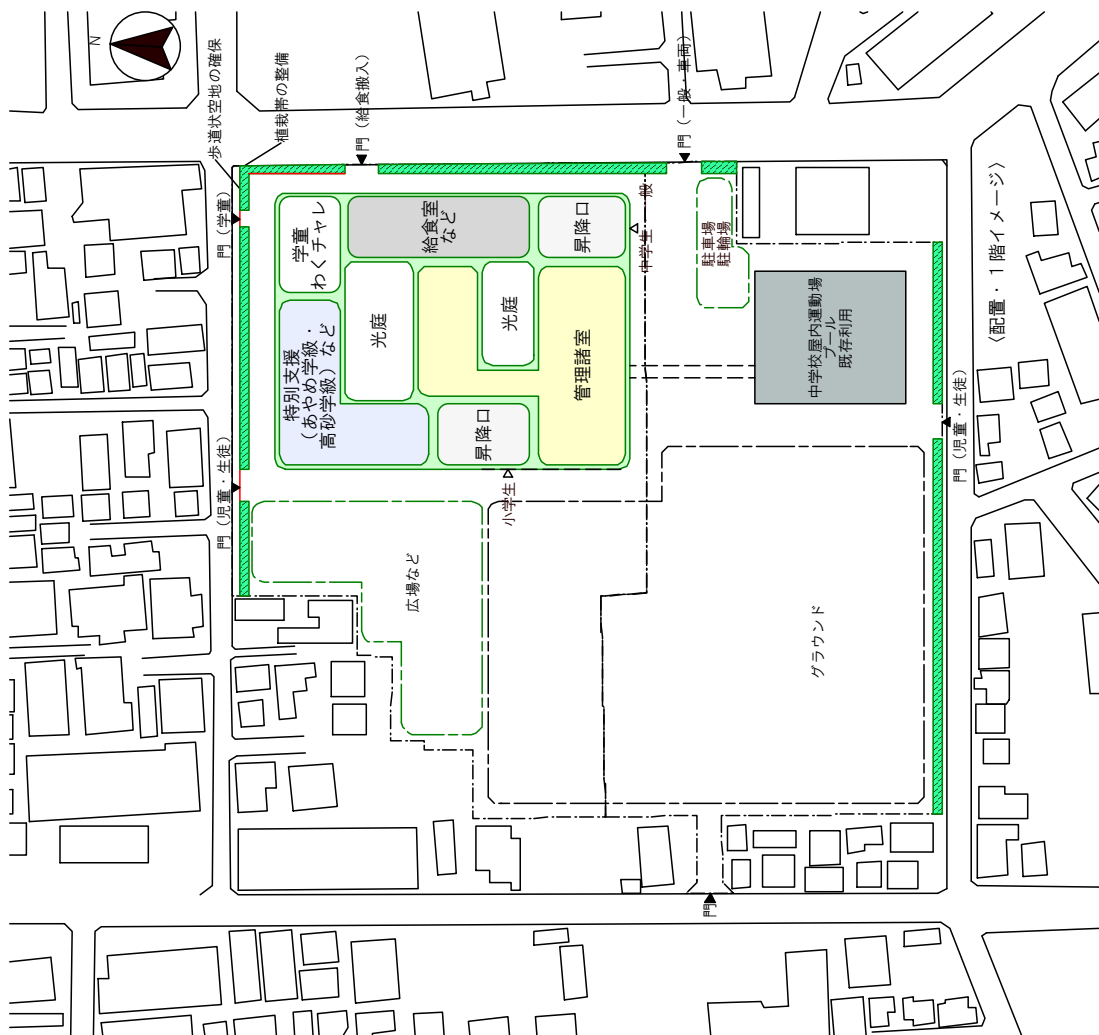 〈配置・１階イメージ〉
N
歩道状空地の確保
植栽帯の整備
門（給食搬入）
門（一般・車両）
門（学童）
学童
わくチャレ
給食室
など
昇降口
中学生
一般
駐車場
駐輪場
特別支援
（あやめ学級・
高砂学級）など
光庭
光庭
管理諸室
昇降口
小学生
中学校屋内運動場
プール
既存利用
門（児童・生徒）
門（児童・生徒）
広場など
グラウンド
門